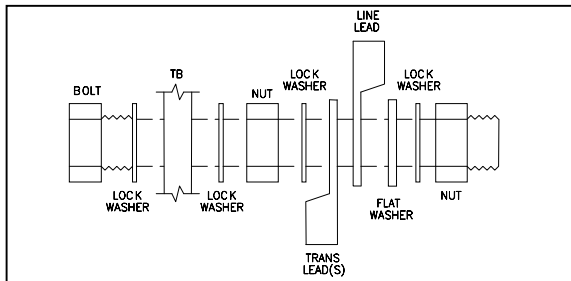 LINE
LEAD
LOCK
WASHER
LOCK
WASHER
TB
NUT
BOLT
LOCK
WASHER
LOCK
WASHER
FLAT
WASHER
NUT
TRANS
LEAD(S)